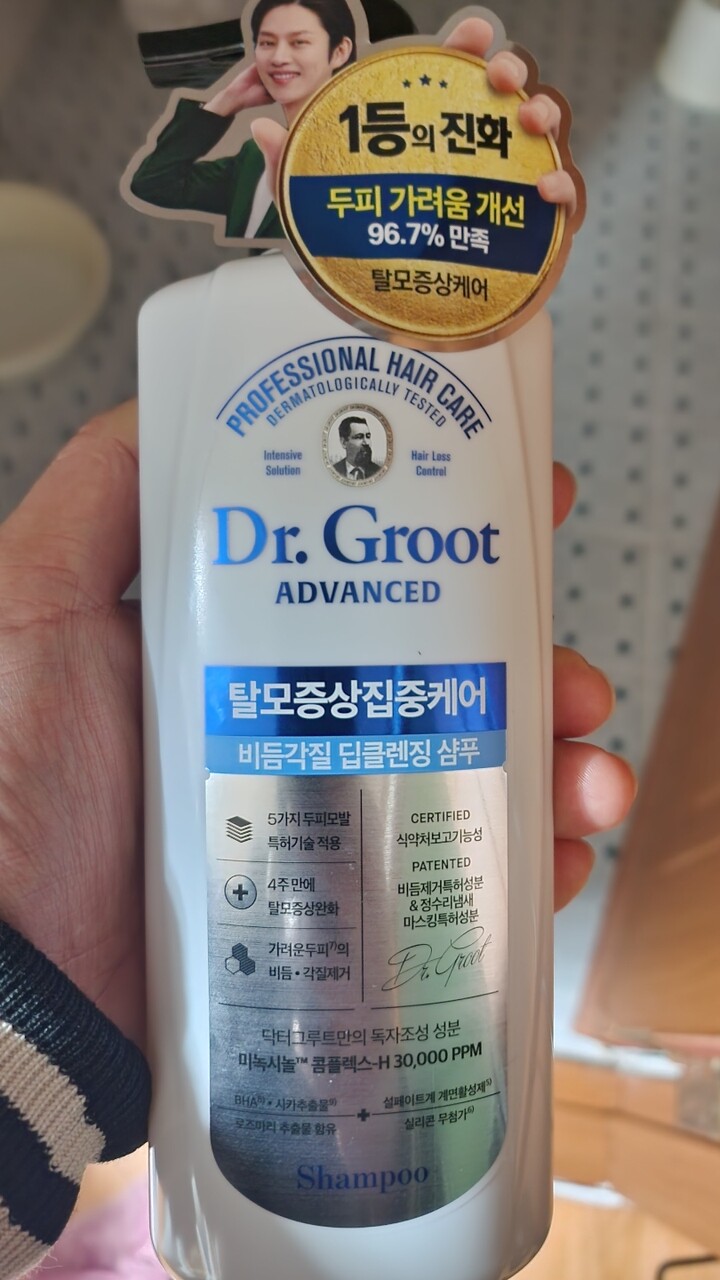 1등의 진화
두피 가려움 개선
96.7% 만족
탈모증상케어
PROFESSIONAL HAIR CARE
DERMATOLOGICALLY TESTED
Intensive
Solution
Hair Loss
Control
Dr. Groot
ADVANCED
탈모증상집중케어
비듬각질 딥클렌징 샴푸
5가지 두피모발
특허기술 적용
4주 만에
탈모증상완화
가려운두피7)의
비듬•각질제거
CERTIFIED
식약처보고기능성
PATENTED
비듬제거특허성분
&정수리냄새
마스킹특허성분
Dr. Groot
닥터그루트만의 독자조성 성분
미녹시놀™ 콤플렉스-H 30,000 PPM
BHA • 시카추출물
로즈마리 추출물 함유
+
설페이트계 계면활성제5)
실리콘 무첨가6)
Shampoo